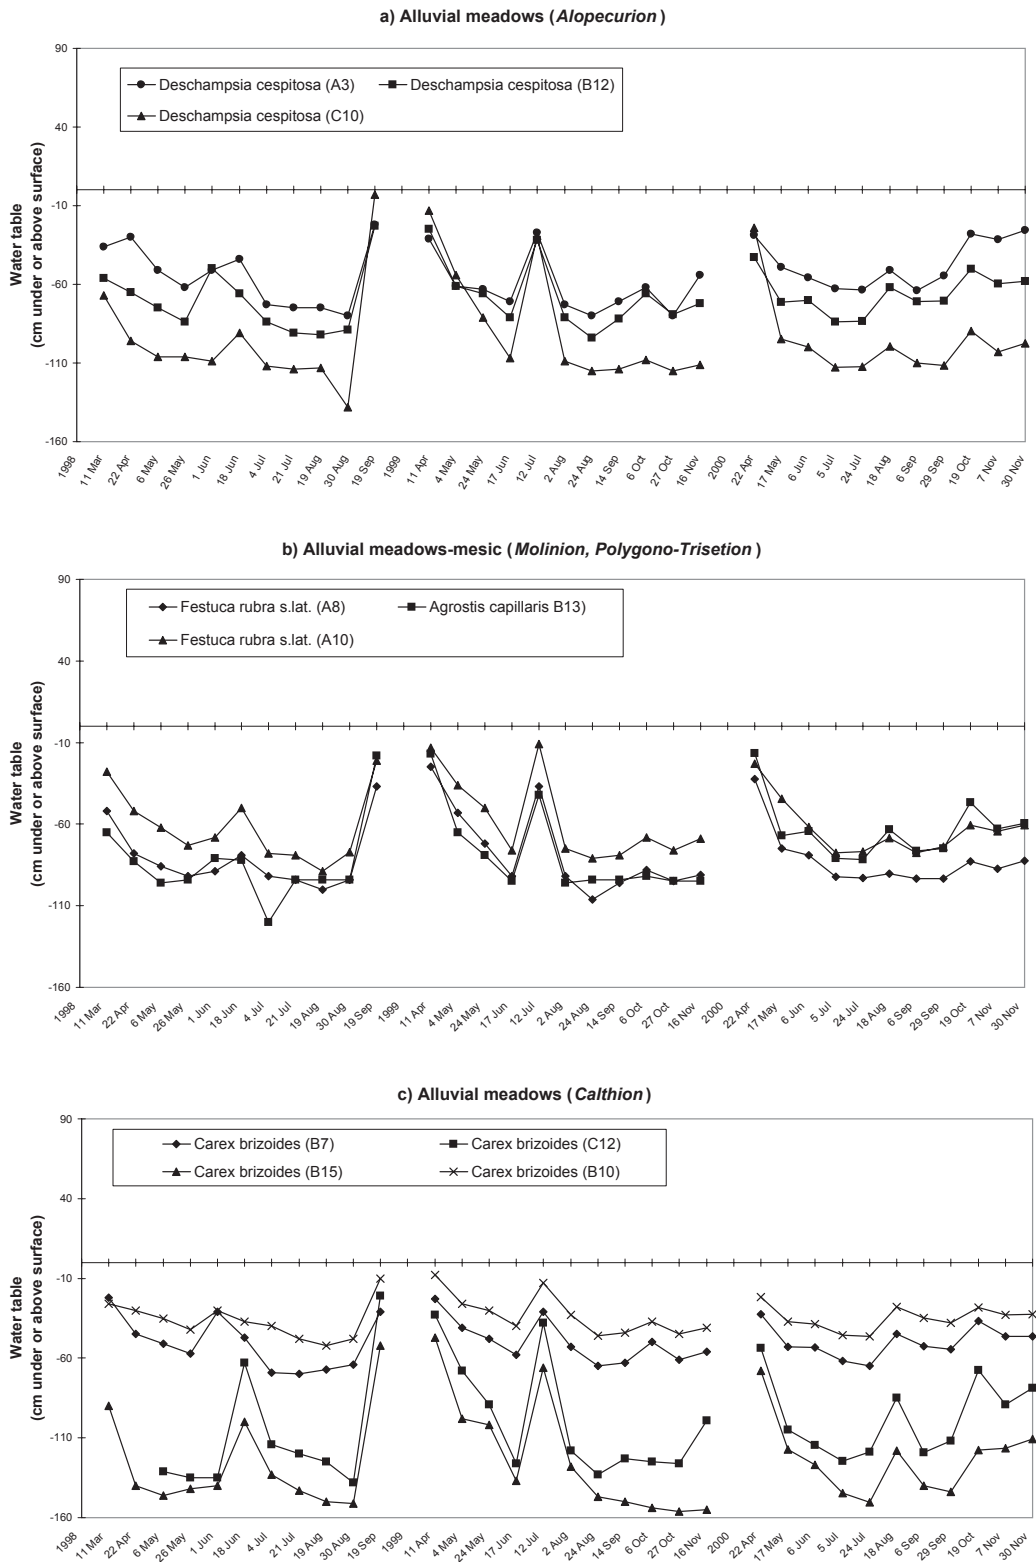 a) Alluvial meadows (Alopecurion)
90
40
-10
-60
-110
-160
Water table
(cm under or above surface)
Deschampsia cespitosa (A3)
Deschampsia cespitosa (B12)
Deschampsia cespitosa (C10)
1998
11 Mar
22 Apr
6 May
26 May
1 Jun
18 Jun
4 Jul
21 Jul
19 Aug
30 Aug
19 Sep
1999
11 Apr
4 May
24 May
17 Jun
12 Jul
2 Aug
24 Aug
14 Sep
6 Oct
27 Oct
16 Nov
2000
22 Apr
17 May
6 Jun
5 Jul
24 Jul
18 Aug
6 Sep
29 Sep
19 Oct
7 Nov
30 Nov
b) Alluvial meadows-mesic (Molinion, Polygono-Trisetion)
90
40
-10
-60
-110
-160
Water table
(cm under or above surface)
Festuca rubra s.lat. (A8)
Agrostis capillaris B13)
Festuca rubra s.lat. (A10)
1998
11 Mar
22 Apr
6 May
26 May
1 Jun
18 Jun
4 Jul
21 Jul
19 Aug
30 Aug
19 Sep
1999
11 Apr
4 May
24 May
17 Jun
12 Jul
2 Aug
24 Aug
14 Sep
6 Oct
27 Oct
16 Nov
2000
22 Apr
17 May
6 Jun
5 Jul
24 Jul
18 Aug
6 Sep
29 Sep
19 Oct
7 Nov
30 Nov
c) Alluvial meadows (Calthion)
90
40
-10
-60
-110
-160
Water table
(cm under or above surface)
Carex brizoides (B7)
Carex brizoides (C12)
Carex brizoides (B15)
Carex brizoides (B10)
1998
11 Mar
22 Apr
6 May
26 May
1 Jun
18 Jun
4 Jul
21 Jul
19 Aug
30 Aug
19 Sep
1999
11 Apr
4 May
24 May
17 Jun
12 Jul
2 Aug
24 Aug
14 Sep
6 Oct
27 Oct
16 Nov
2000
22 Apr
17 May
6 Jun
5 Jul
24 Jul
18 Aug
6 Sep
29 Sep
19 Oct
7 Nov
30 Nov